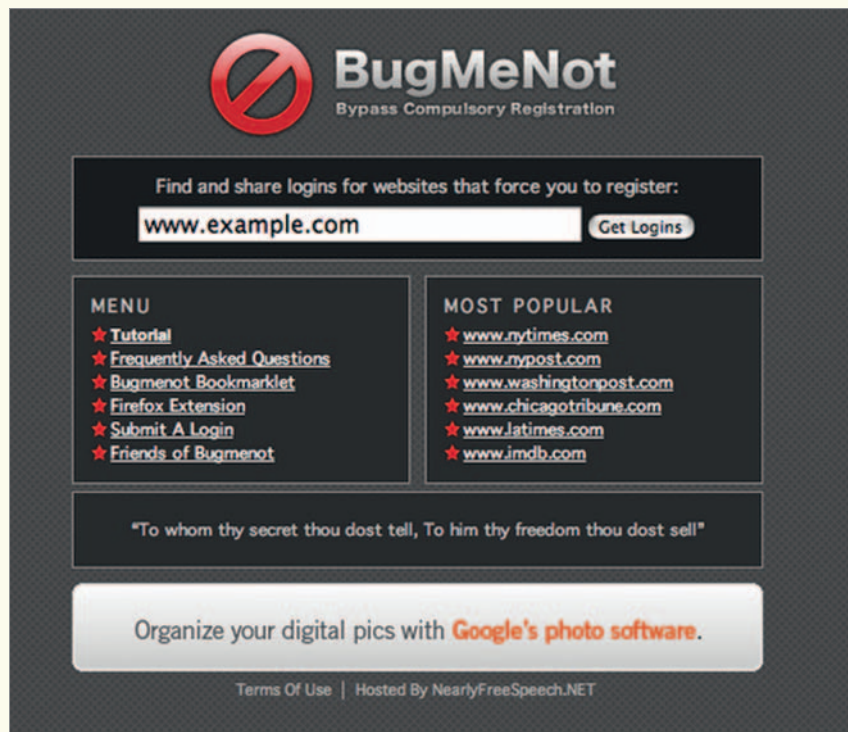 BugMeNot
Bypass Compulsory Registration
Find and share logins for websites that force you to register:
www.example.com
Get Logins
MENU
Tutorial
Frequently Asked Questions
Bugmenot Bookmarklet
Firefox Extension
Submit A Login
Friends of Bugmenot
MOST POPULAR
www.nytimes.com
www.nypost.com
www.washingtonpost.com
www.chicagotribune.com
www.latimes.com
www.imdb.com
“To whom thy secret thou dost tell, To him thy freedom thou dost sell”
Organize your digital pics with Google's photo software.
Terms Of Use | Hosted By NearlyFreeSpeech.NET